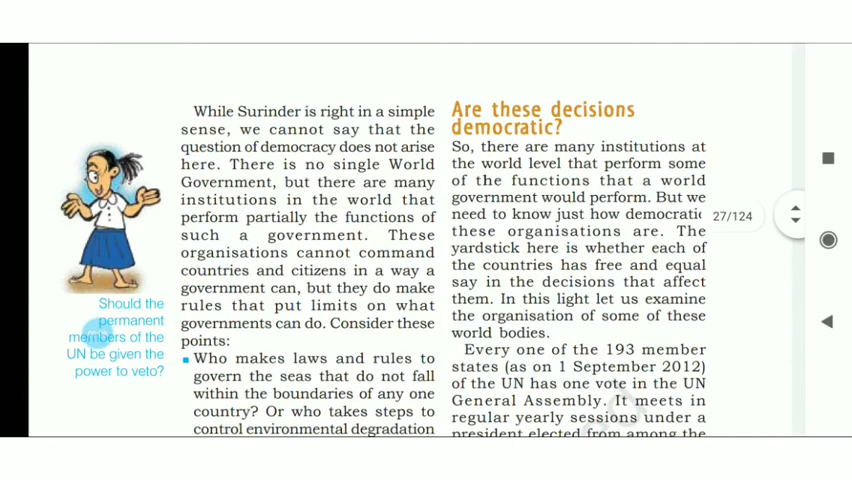 While Surinder is right in a simple
sense, we cannot say that the
question of democracy does not arise
here. There is no single World
Government, but there are many
institutions in the world that
perform partially the functions of
such a government. These
organisations cannot command
countries and citizens in a way a
government can, but they do make
rules that put limits on what
governments can do. Consider these
points:
Who makes laws and rules to
govern the seas that do not fall
within the boundaries of any one
country? Or who takes steps to
control environmental degradation
Should the
permanent
members of the
UN be given the
power to veto?
Are these decisions
democratic?
So, there are many institutions at
the world level that perform some
of the functions that a world
government would perform. But we
need to know just how democratic
these organisations are. The
yardstick here is whether each of
the countries has free and equal
say in the decisions that affect
them. In this light let us examine
the organisation of some of these
world bodies.
Every one of the 193 member
states (as on 1 September 2012)
of the UN has one vote in the UN
General Assembly. It meets in
regular yearly sessions under a
president elected from among the
27/124